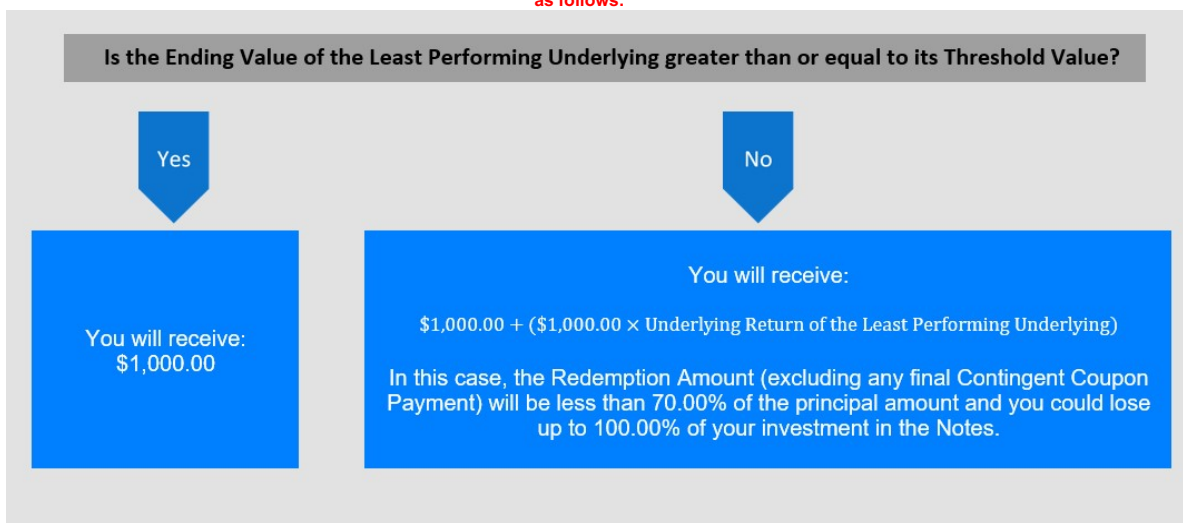 as follows:
Is the Ending Value of the Least Performing Underlying greater than or equal to its Threshold Value?
Yes
No
You will receive:
$1,000.00
You will receive:
$1,000.00 + ($1,000.00 × Underlying Return of the Least Performing Underlying)
In this case, the Redemption Amount (excluding any final Contingent Coupon
Payment) will be less than 70.00% of the principal amount and you could lose
up to 100.00% of your investment in the Notes.